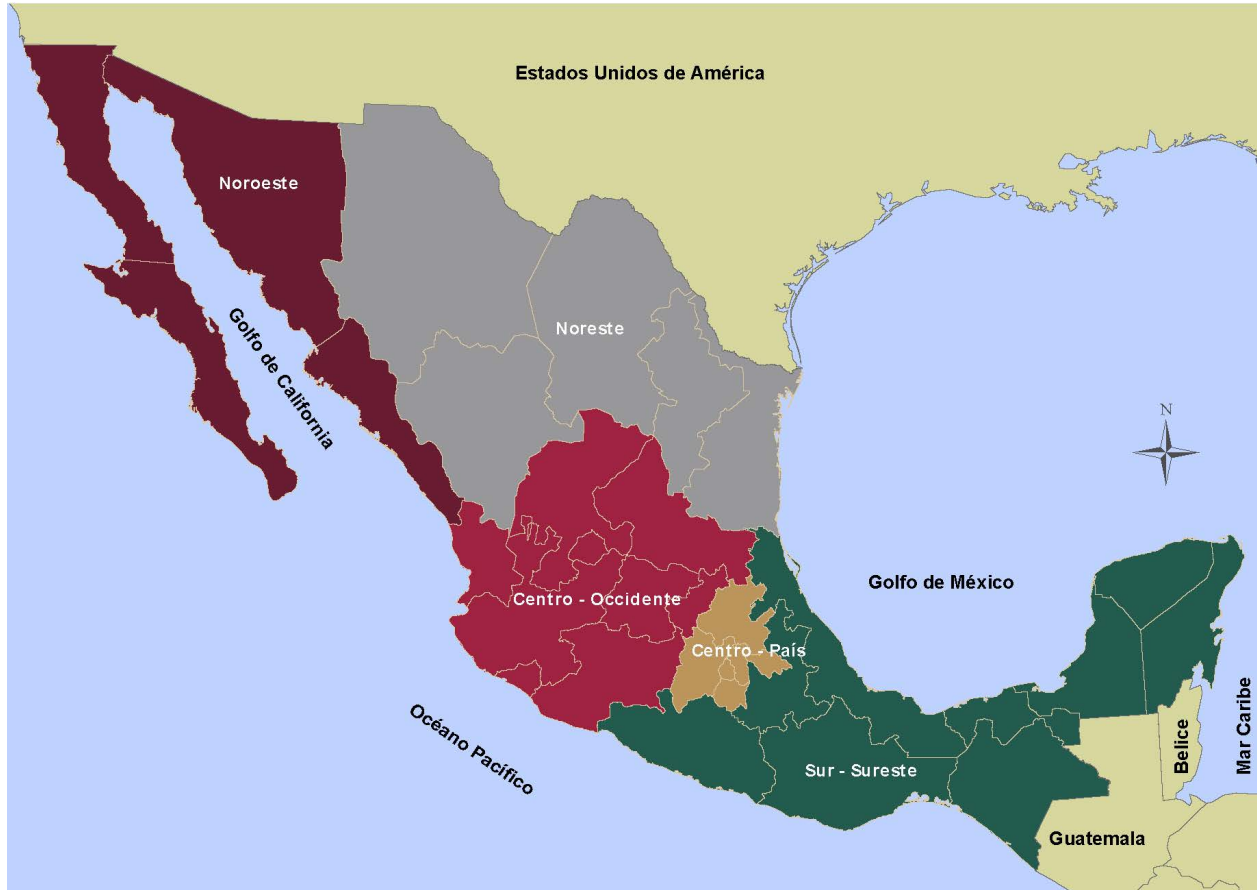 Estados Unidos de América
Noroeste
Golfo de California
Noreste
N
Golfo de México
Centro - Occidente
Centro - País
Océano Pacífico
Sur - Sureste
Belice
Mar Caribe
Guatemala